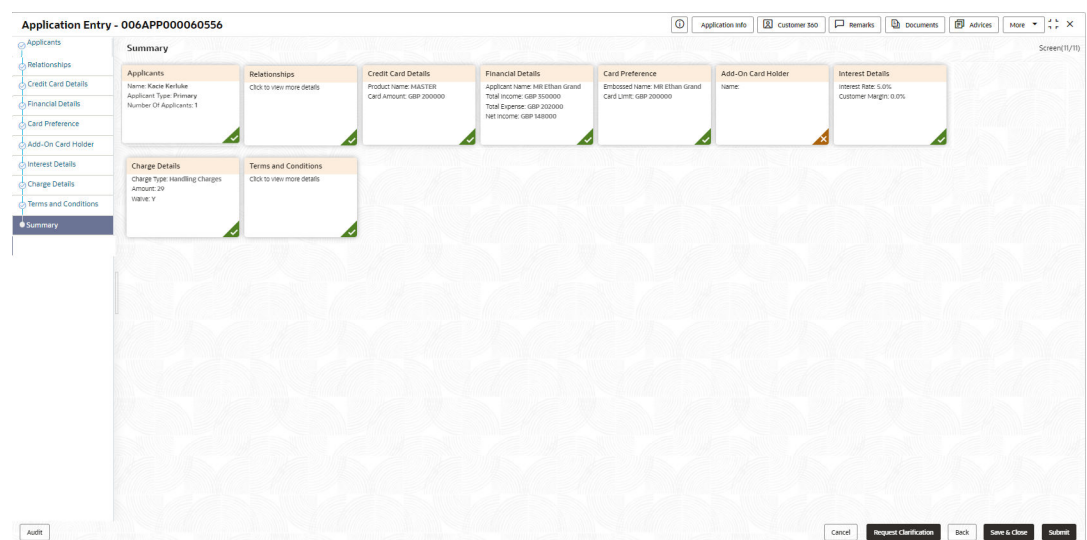 Application Entry - 006APP000060556
Application Info
Customer 360
Remarks
Documents
Advices
More
Applicants
Relationships
Credit Card Details
Financial Details
Card Preference
Add-On Card Holder
Interest Details
Charge Details
Terms and Conditions
Summary
Summary
Screen(11/11)
Applicants
Name: Kacie Kerluke
Applicant Type: Primary
Number Of Applicants: 1
Relationships
Click to view more details
Credit Card Details
Product Name: MASTER
Card Amount: GBP 200000
Financial Details
Applicant Name: MR Ethan Grand
Total Income: GBP 350000
Total Expense: GBP 202000
Net Income: GBP 148000
Card Preference
Embossed Name: MR Ethan Grand
Card Limit: GBP 200000
Add-On Card Holder
Name:
Interest Details
Interest Rate: 5.0%
Customer Margin: 0.0%
Charge Details
Charge Type: Handling Charges
Amount: 29
Waive: Y
Terms and Conditions
Click to view more details
Audit
Cancel
Request Clarification
Back
Save & Close
Submit